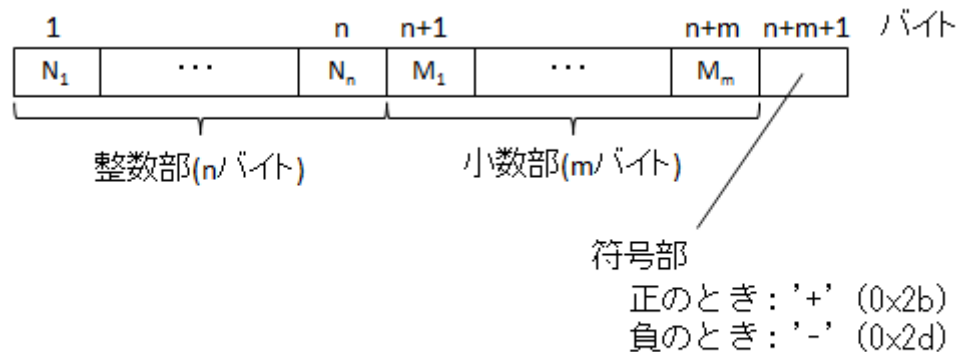 1 n n+1 n+m n+m+1 バイト
N₁ ・・・ Nₙ M₁ ・・・ Mₘ
整数部(nバイト) 小数部(mバイト)
符号部
正のとき：'+' (0x2b)
負のとき：'-' (0x2d)